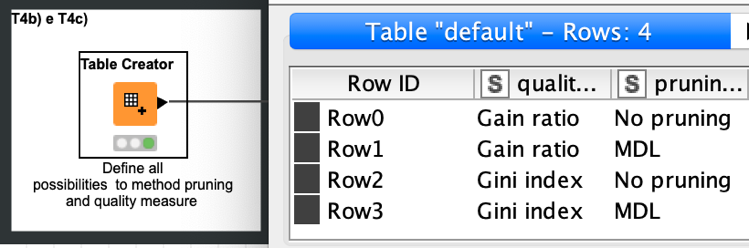 T4b) e T4c)
Table Creator
Define all
possibilities to method pruning
and quality measure
Table "default" – Rows: 4
Row ID S qualit... S prunin...
Row0 Gain ratio No pruning
Row1 Gain ratio MDL
Row2 Gini index No pruning
Row3 Gini index MDL